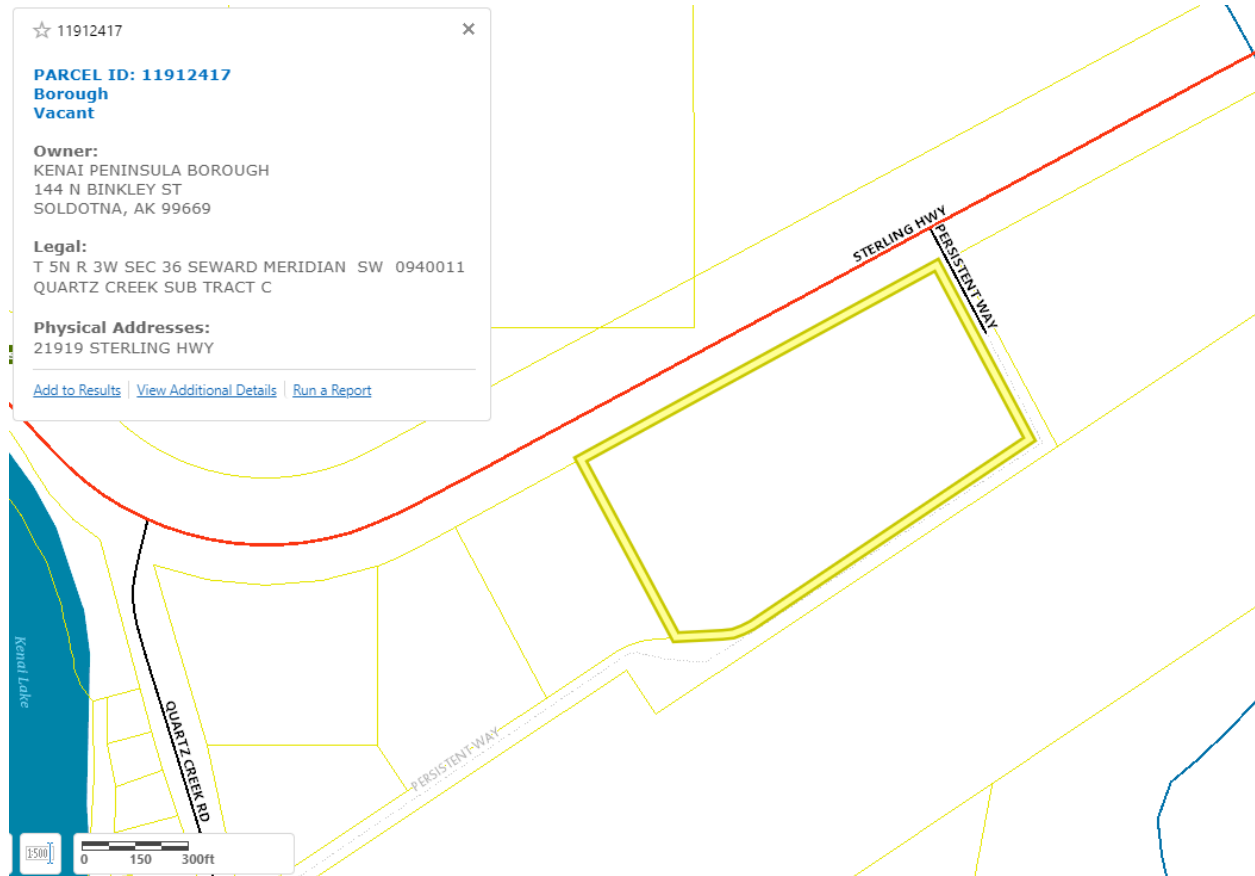 11912417
PARCEL ID: 11912417
Borough
Vacant
Owner:
KENAI PENINSULA BOROUGH
144 N BINKLEY ST
SOLDOTNA, AK 99669
Legal:
T 5N R 3W SEC 36 SEWARD MERIDIAN SW 0940011
QUARTZ CREEK SUB TRACT C
Physical Addresses:
21919 STERLING HWY
Add to Results
View Additional Details
Run a Report
STERLING HWY
PERSISTENT WAY
Kenai Lake
QUARTZ CREEK RD
PERSISTENT WAY
1:500
0 150 300ft